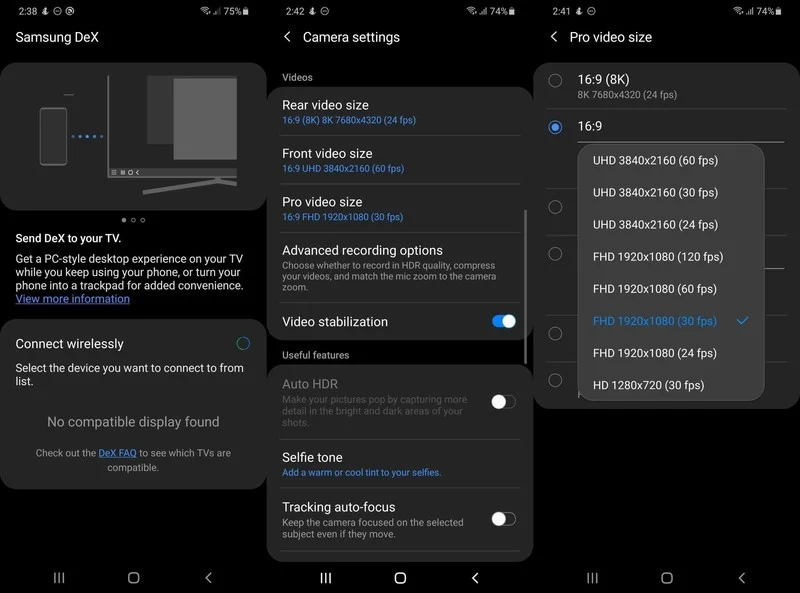 2:38
75%
Samsung DeX
Send DeX to your TV.
Get a PC-style desktop experience on your TV
while you keep using your phone, or turn your
phone into a trackpad for added convenience.
View more information
Connect wirelessly
Select the device you want to connect to from
list.
No compatible display found
Check out the DeX FAQ to see which TVs are
compatible.
2:42
74%
Camera settings
Videos
Rear video size
16:9 (8K) 8K 7680x4320 (24 fps)
Front video size
16:9 UHD 3840x2160 (60 fps)
Pro video size
16:9 FHD 1920x1080 (30 fps)
Advanced recording options
Choose whether to record in HDR quality, compress
your videos, and match the mic zoom to the camera
zoom.
Video stabilization
Useful features
Auto HDR
Make your pictures pop by capturing more
detail in the bright and dark areas of your
shots.
Selfie tone
Add a warm or cool tint to your selfies.
Tracking auto-focus
Keep the camera focused on the selected
subject even if they move.
2:41
74%
Pro video size
16:9 (8K)
8K 7680x4320 (24 fps)
16:9
UHD 3840x2160 (60 fps)
UHD 3840x2160 (30 fps)
UHD 3840x2160 (24 fps)
FHD 1920x1080 (120 fps)
FHD 1920x1080 (60 fps)
FHD 1920x1080 (30 fps)
FHD 1920x1080 (24 fps)
HD 1280x720 (30 fps)